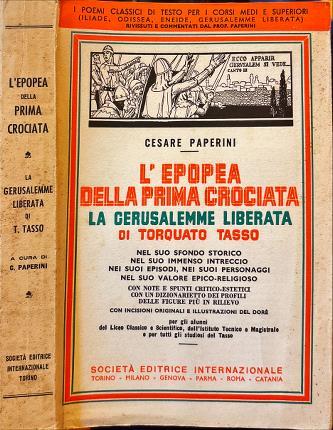 L'EPOPEA
DELLA
PRIMA
CROCIATA
LA
GERUSALEMME
LIBERATA
DI
T. TASSO
A CURA DI
C. PAPERINI
SOCIETÀ EDITRICE
INTERNAZIONALE
TORINO
I POEMI CLASSICI DI TESTO PER I CORSI MEDI E SUPERIORI
(ILIADE, ODISSEA, ENEIDE, GERUSALEMME LIBERATA)
RIVISSUTI E COMMENTATI DAL PROF. PAPERINI
ECCO APPARIR
GERUSALEM SI VEDE...
CANTO III
CESARE PAPERINI
L'EPOPEA
DELLA PRIMA CROCIATA
LA GERUSALEMME LIBERATA
DI TORQUATO TASSO
NEL SUO SFONDO STORICO
NEL SUO IMMENSO INTRECCIO
NEI SUOI EPISODI, NEI SUOI PERSONAGGI
NEL SUO VALORE EPICO-RELIGIOSO
CON NOTE E SPUNTI CRITICO-ESTETICI
CON UN DIZIONARIETTO DEI PROFILI
DELLE FIGURE PIÙ IN RILIEVO
CON INCISIONI ORIGINALI E ILLUSTRAZIONI DEL DORÉ
per gli alunni
del Liceo Classico e Scientifico, dell'Istituto Tecnico e Magistrale
e per tutti gli studiosi del Tasso
SOCIETÀ EDITRICE INTERNAZIONALE
TORINO - MILANO - GENOVA - PARMA - ROMA - CATANIA